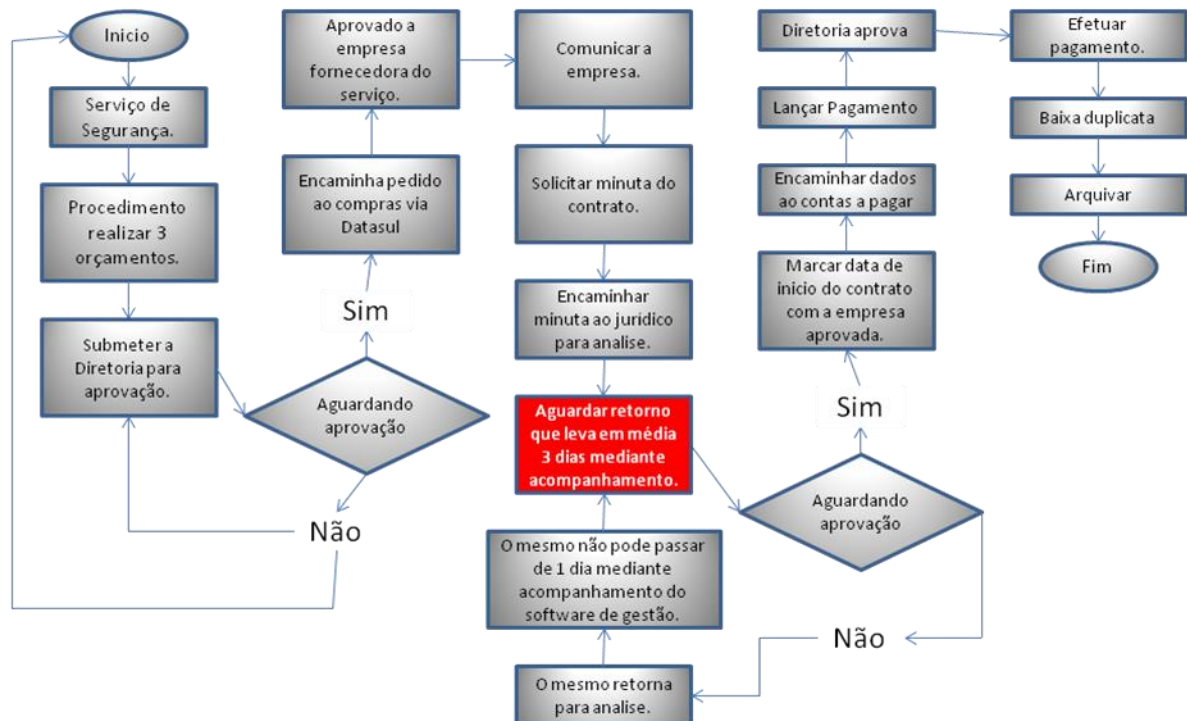 Inicio
Serviço de
Segurança.
Procedimento
realizar 3
orçamentos.
Submeter a
Diretoria para
aprovação.
Aguardando
aprovação
Não
Sim
Encaminha pedido
ao compras via
Datasul
Aprovado a
empresa
fornecedora do
serviço.
Comunicar a
empresa.
Solicitar minuta do
contrato.
Encaminhar
minuta ao jurídico
para analise.
Aguardar retorno
que leva em média
3 dias mediante
acompanhamento.
Aguardando
aprovação
Não
O mesmo retorna
para analise.
O mesmo não pode passar
de 1 dia mediante
acompanhamento do
software de gestão.
Sim
Marcar data de
início do contrato
com a empresa
aprovada.
Encaminhar dados
ao contas a pagar
Lançar Pagamento
Diretoria aprova
Efetuar
pagamento.
Baixa duplicata
Arquivar
Fim